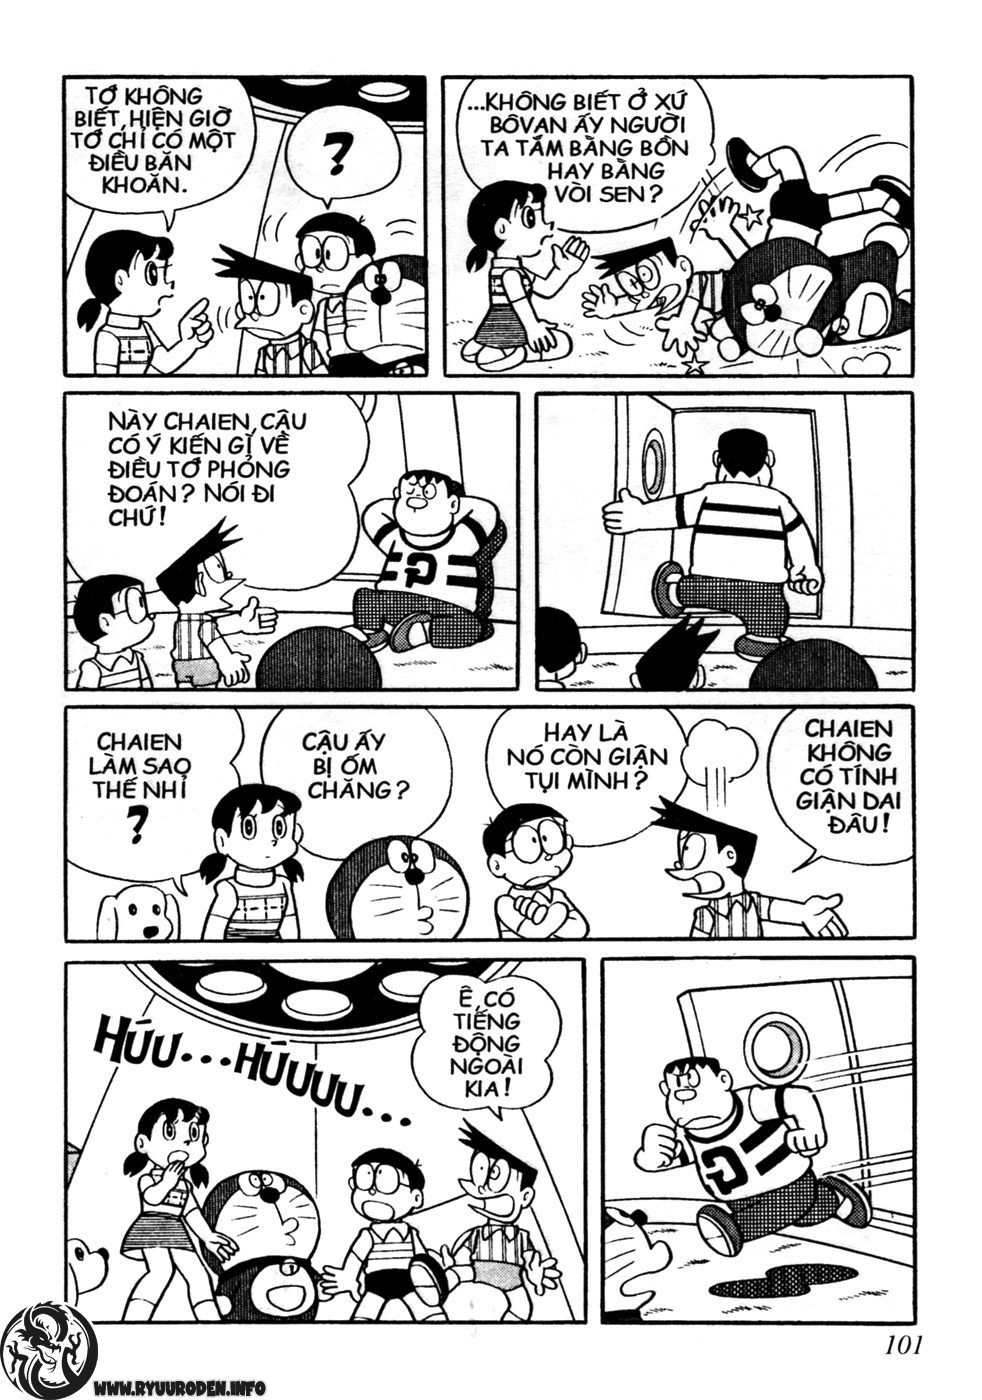 TỚ KHÔNG
BIẾT, HIỆN GIỜ
TỚ CHỈ CÓ MỘT
ĐIỀU BĂN
KHOĂN.
?
...KHÔNG BIẾT Ở XỨ
BÔVAN ẤY NGƯỜI
TA TẮM BẰNG BỒN
HAY BẰNG
VÒI SEN?
NÀY CHAIEN, CẬU
CÓ Ý KIẾN GÌ VỀ
ĐIỀU TỚ PHỎNG
ĐOÁN? NÓI ĐI
CHỨ!
G
CHAIEN
LÀM SAO
THẾ NHỈ
?
CẬU ẤY
BỊ ỐM
CHĂNG?
HAY LÀ
NÓ CÒN GIẬN
TỤI MÌNH?
CHAIEN
KHÔNG
CÓ TÍNH
GIẬN DAI
ĐÂU!
HÚU...HÚUUU...
Ê, CÓ
TIẾNG
ĐỘNG
NGOÀI
KIA!
G
101
WWW.RYUURODEN.INFO